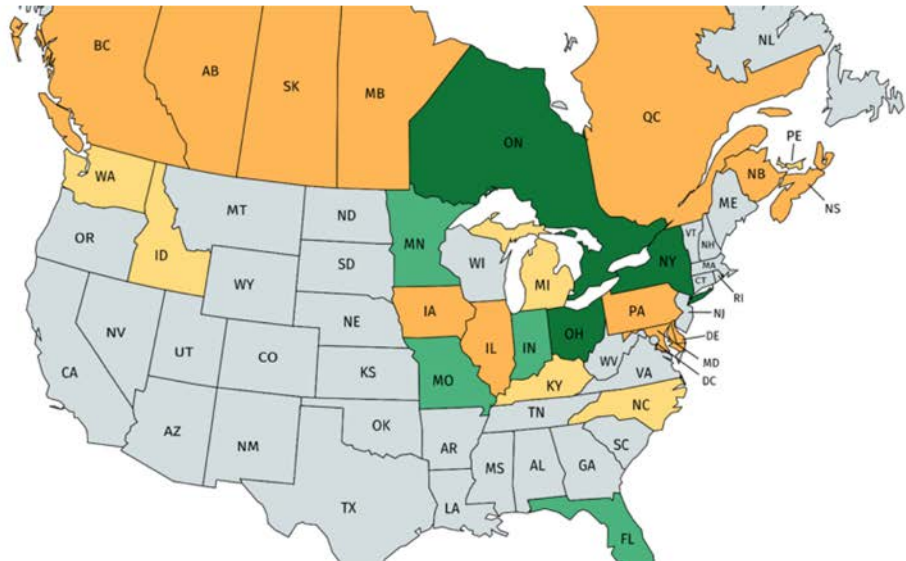 BC
AB
SK
MB
ON
QC
NL
PE
NB
NS
ME
WA
MT
ND
MN
OR
ID
SD
WI
MI
NY
VT
NH
MA
CT
RI
WY
NE
IA
IL
IN
OH
PA
NJ
DE
MD
DC
NV
UT
CO
KS
MO
KY
WV
VA
CA
AZ
NM
OK
AR
TN
NC
SC
TX
LA
MS
AL
GA
FL